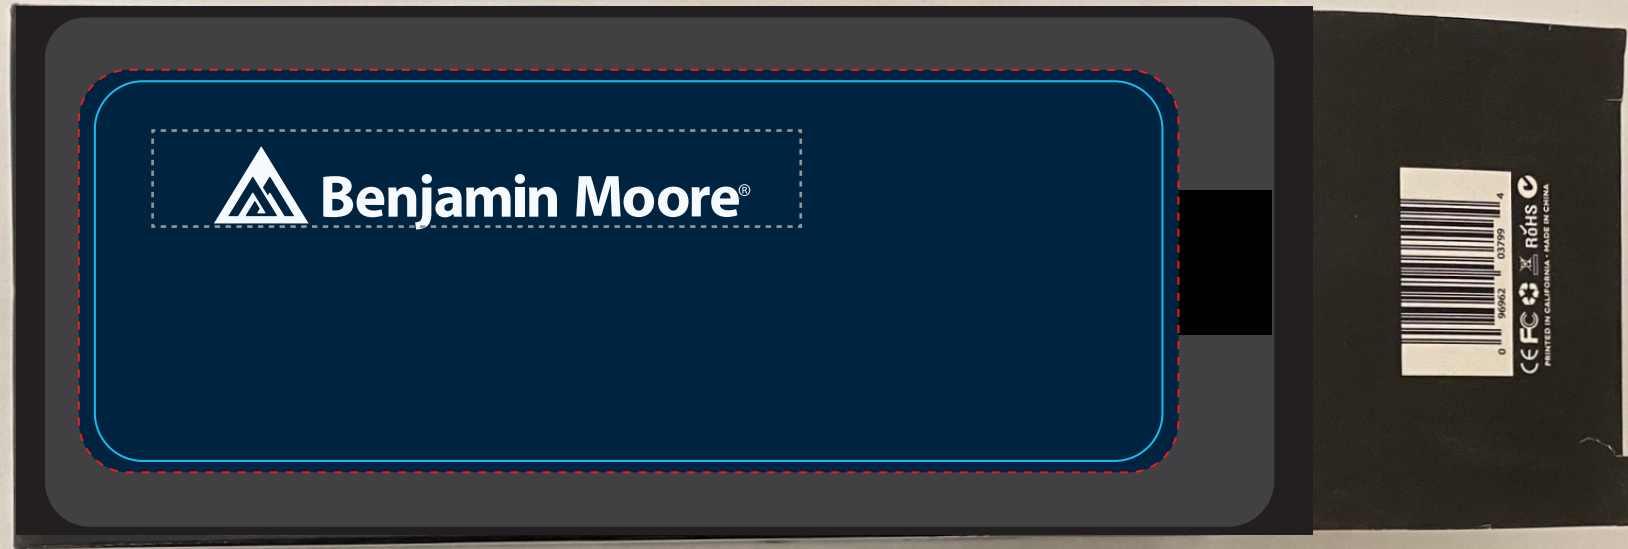 Benjamin Moore®
0 96962 03799 4
CE FC RoHS
PRINTED IN CALIFORNIA • MADE IN CHINA